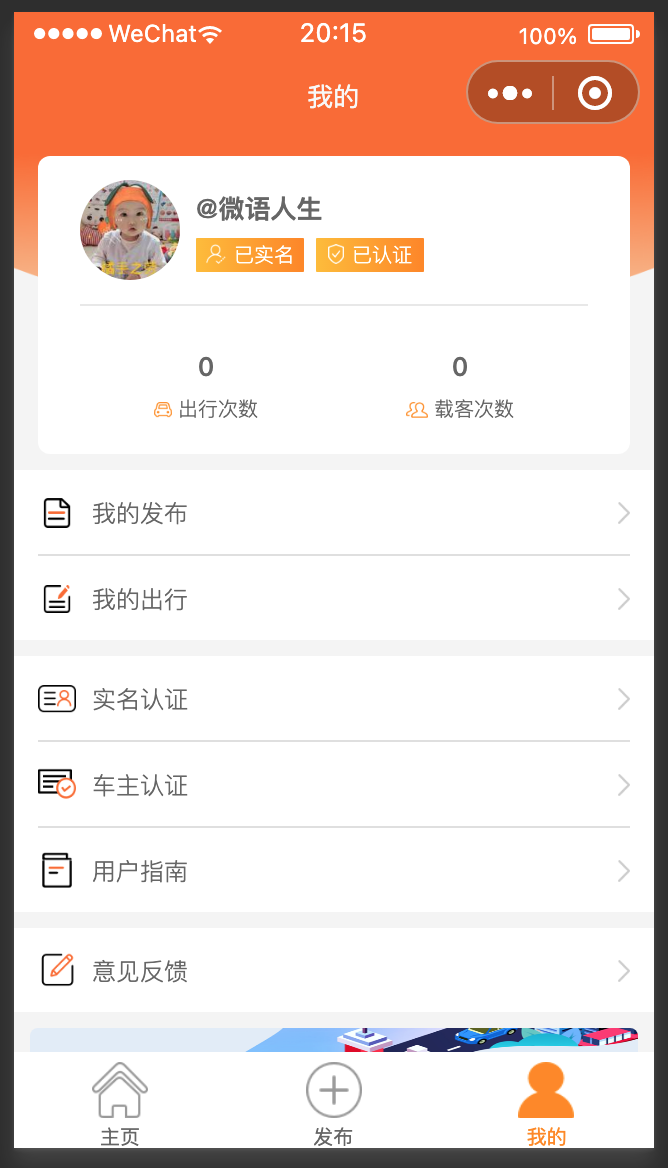 WeChat 20:15 100%
我的
@微语人生
已实名 已认证
0 0
出行次数 载客次数
我的发布
我的出行
实名认证
车主认证
用户指南
意见反馈
主页 发布 我的